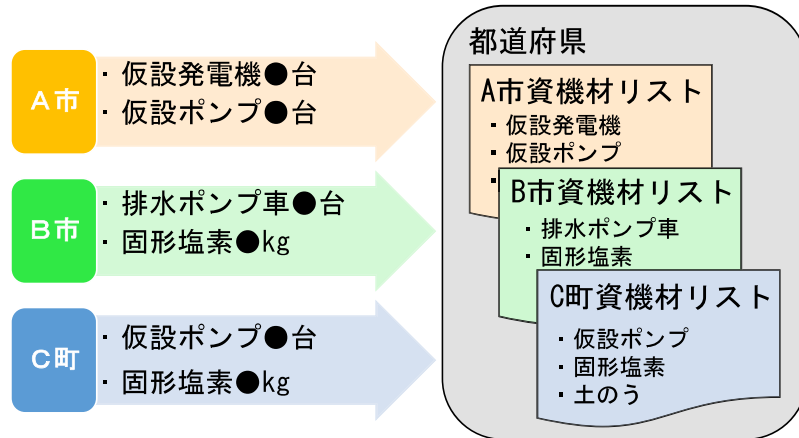 A市
・仮設発電機●台
・仮設ポンプ●台
B市
・排水ポンプ車●台
・固形塩素●kg
C町
・仮設ポンプ●台
・固形塩素●kg
都道府県
A市資機材リスト
・仮設発電機
・仮設ポンプ
B市資機材リスト
・排水ポンプ車
・固形塩素
C町資機材リスト
・仮設ポンプ
・固形塩素
・土のう